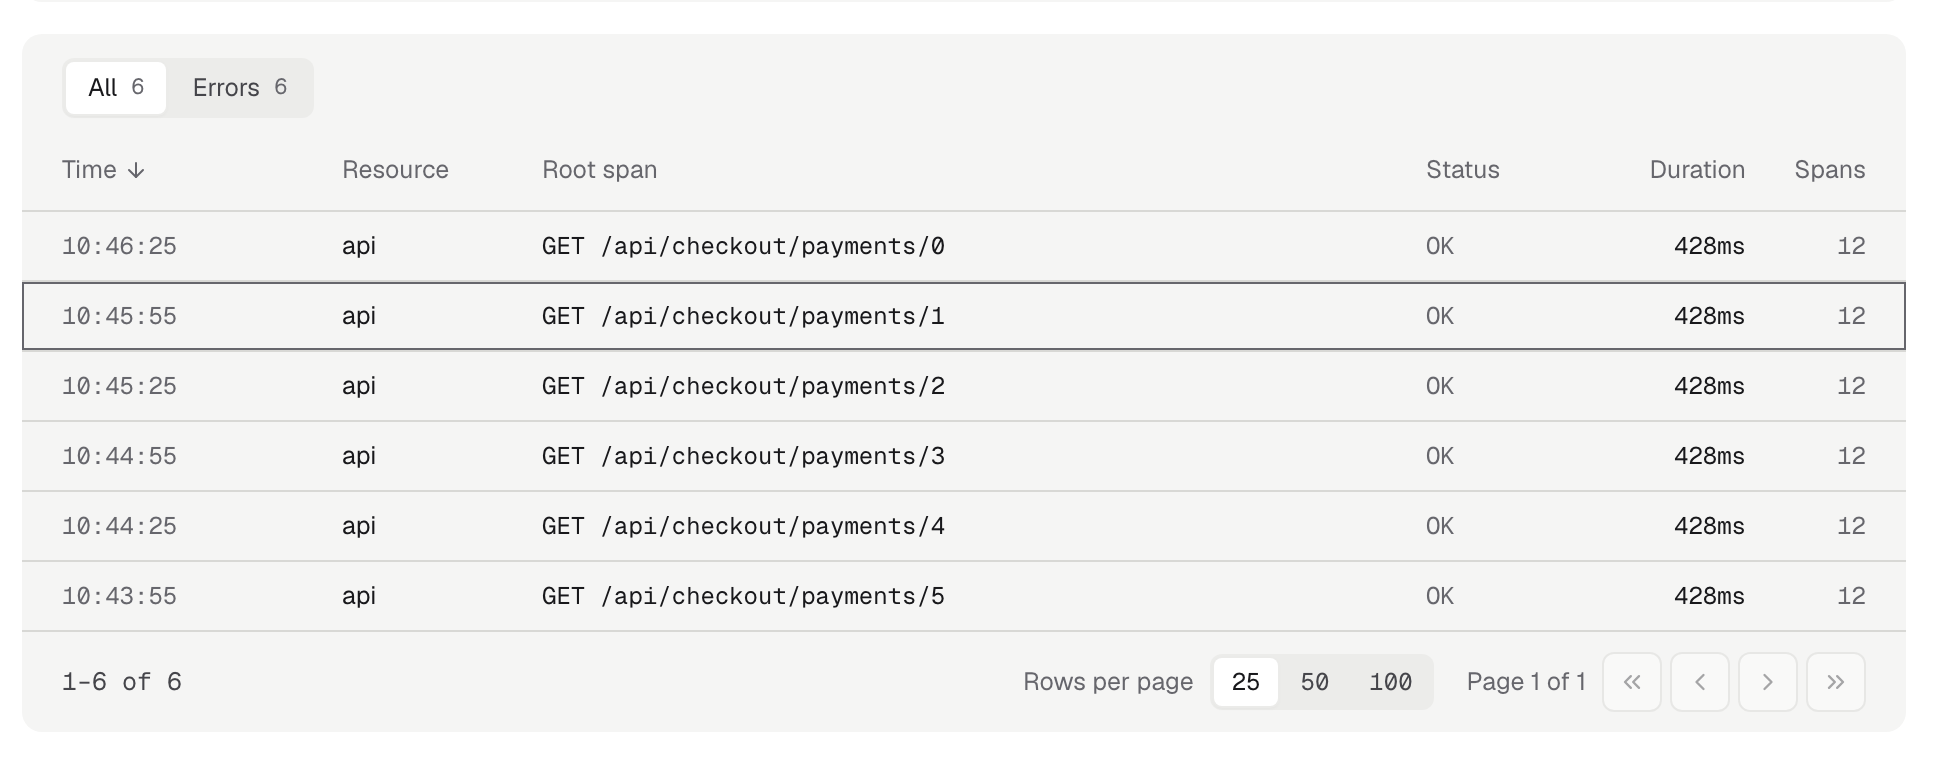 All 6 Errors 6
Time ↓ Resource Root span Status Duration Spans
10:46:25 api GET /api/checkout/payments/0 OK 428ms 12
10:45:55 api GET /api/checkout/payments/1 OK 428ms 12
10:45:25 api GET /api/checkout/payments/2 OK 428ms 12
10:44:55 api GET /api/checkout/payments/3 OK 428ms 12
10:44:25 api GET /api/checkout/payments/4 OK 428ms 12
10:43:55 api GET /api/checkout/payments/5 OK 428ms 12
1–6 of 6 Rows per page 25 50 100 Page 1 of 1 « ‹ › »